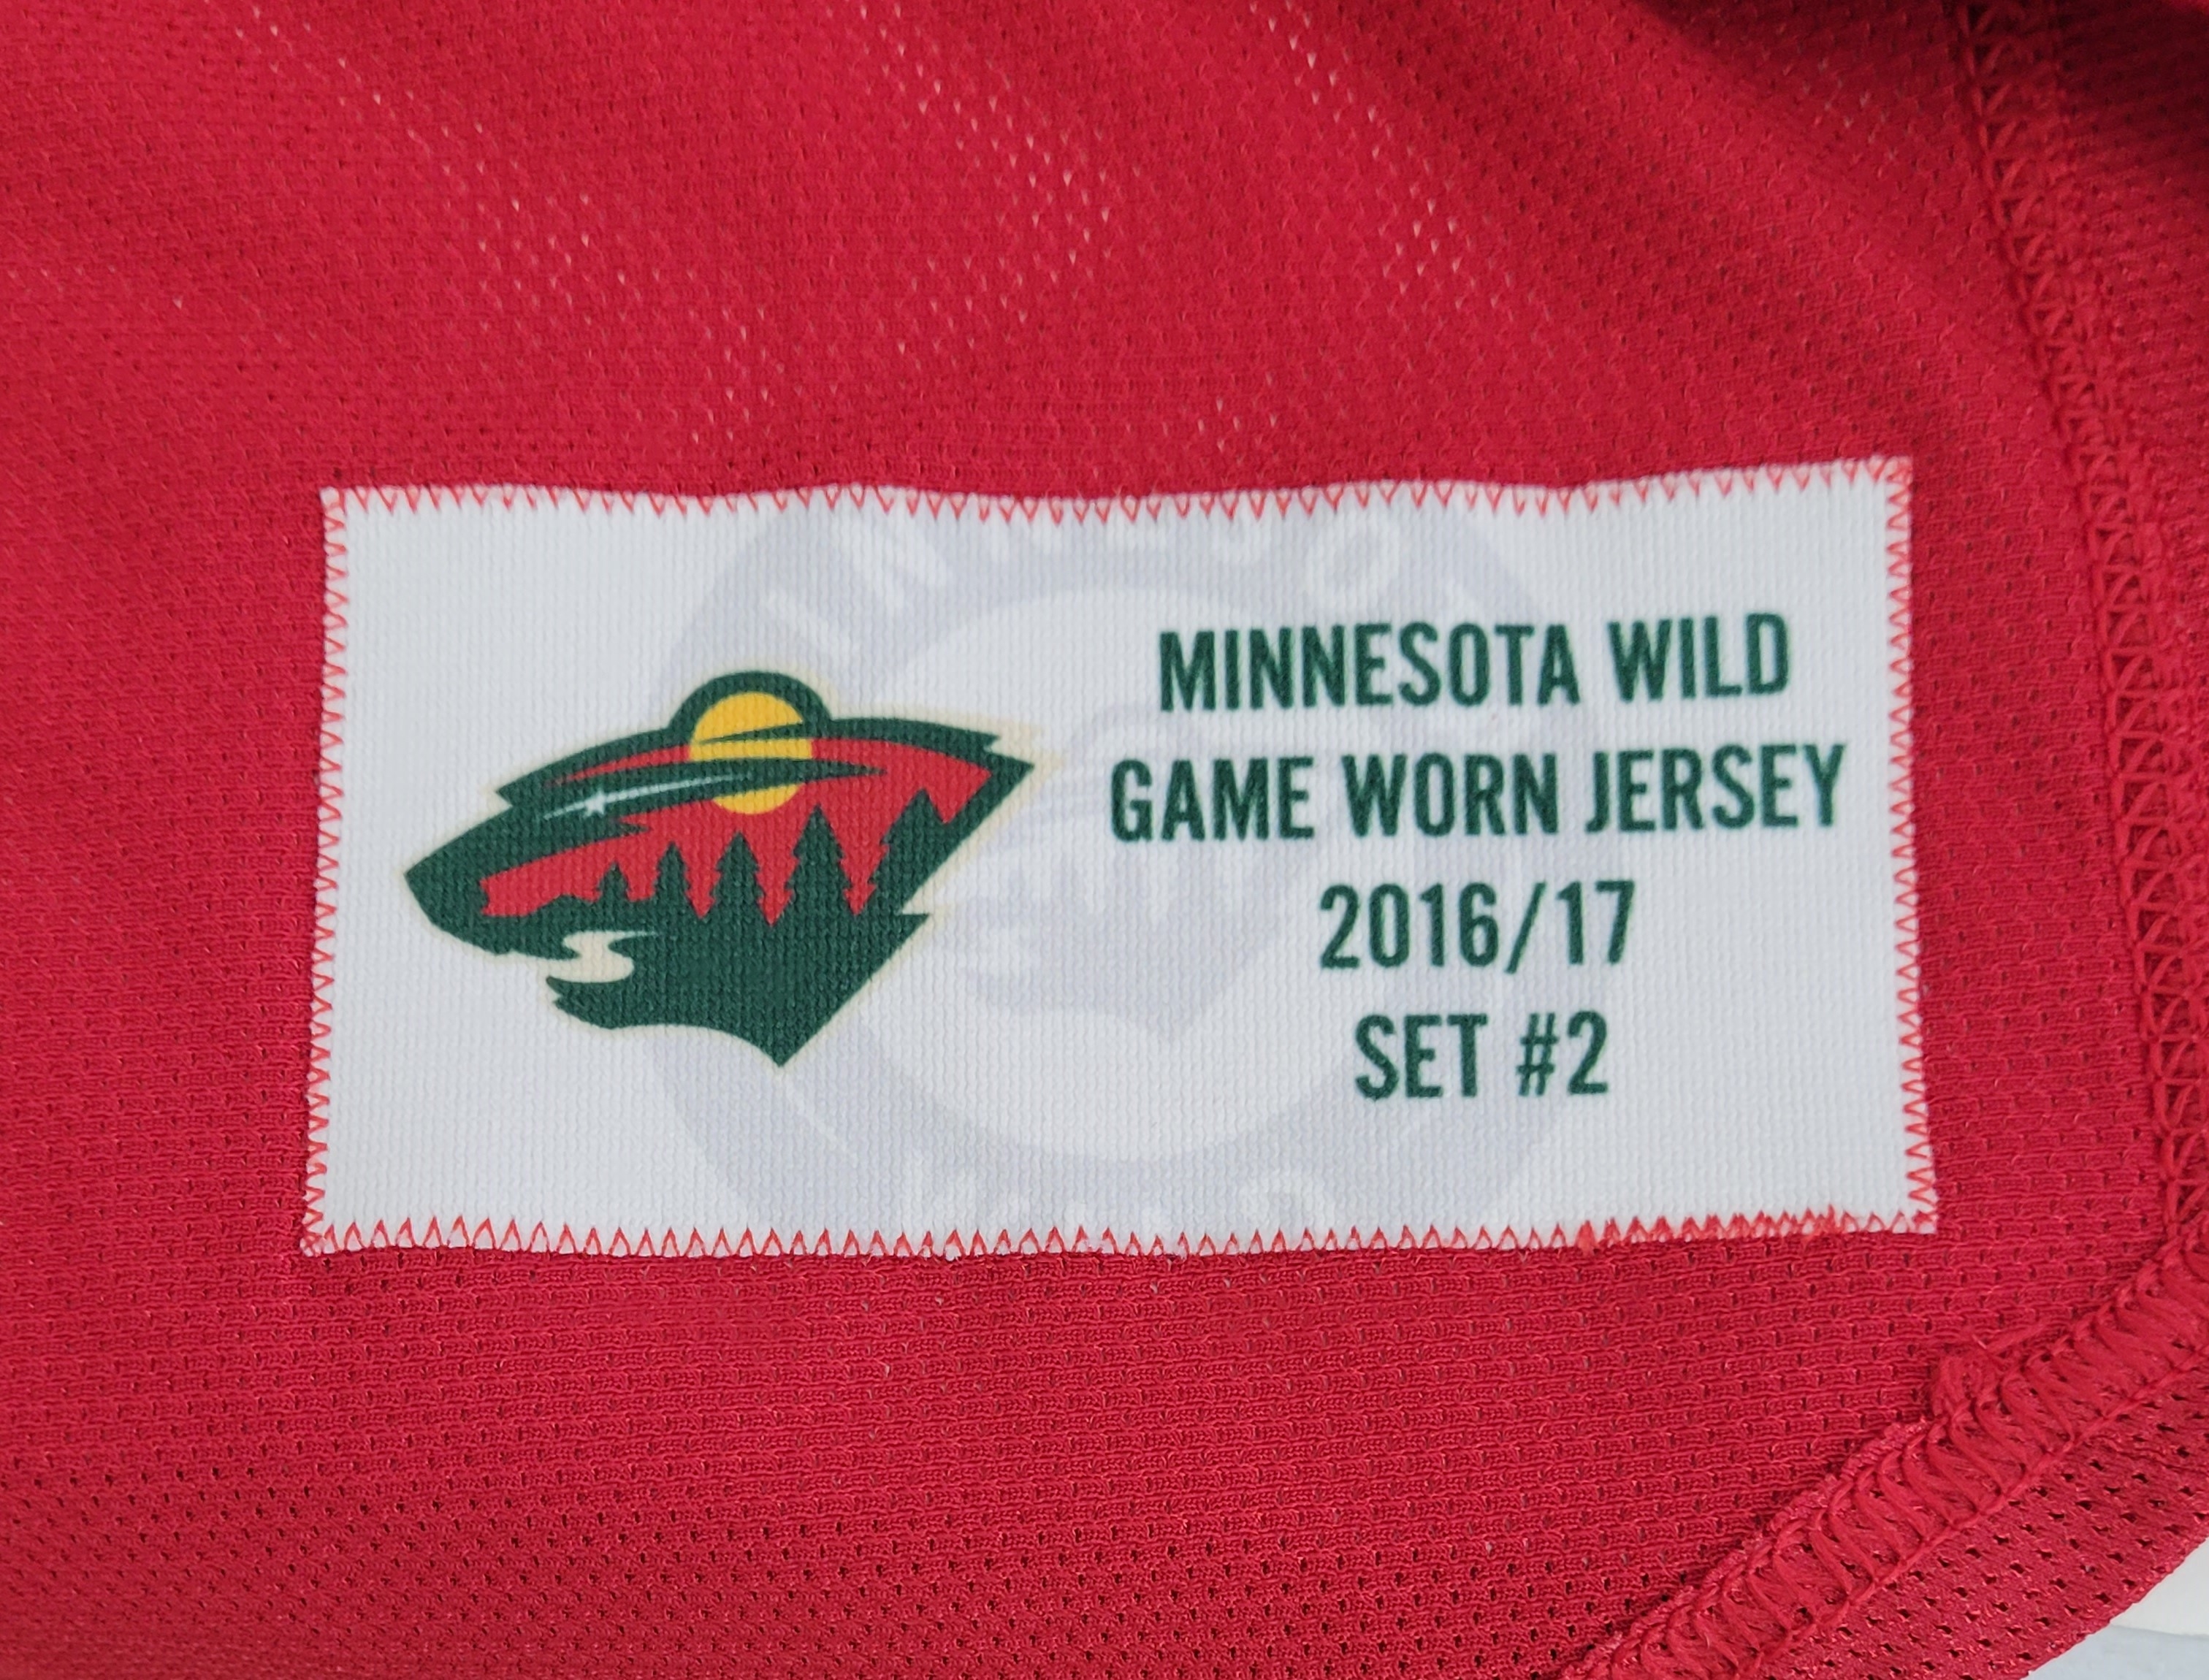 MINNESOTA WILD
GAME WORN JERSEY
2016/17
SET #2